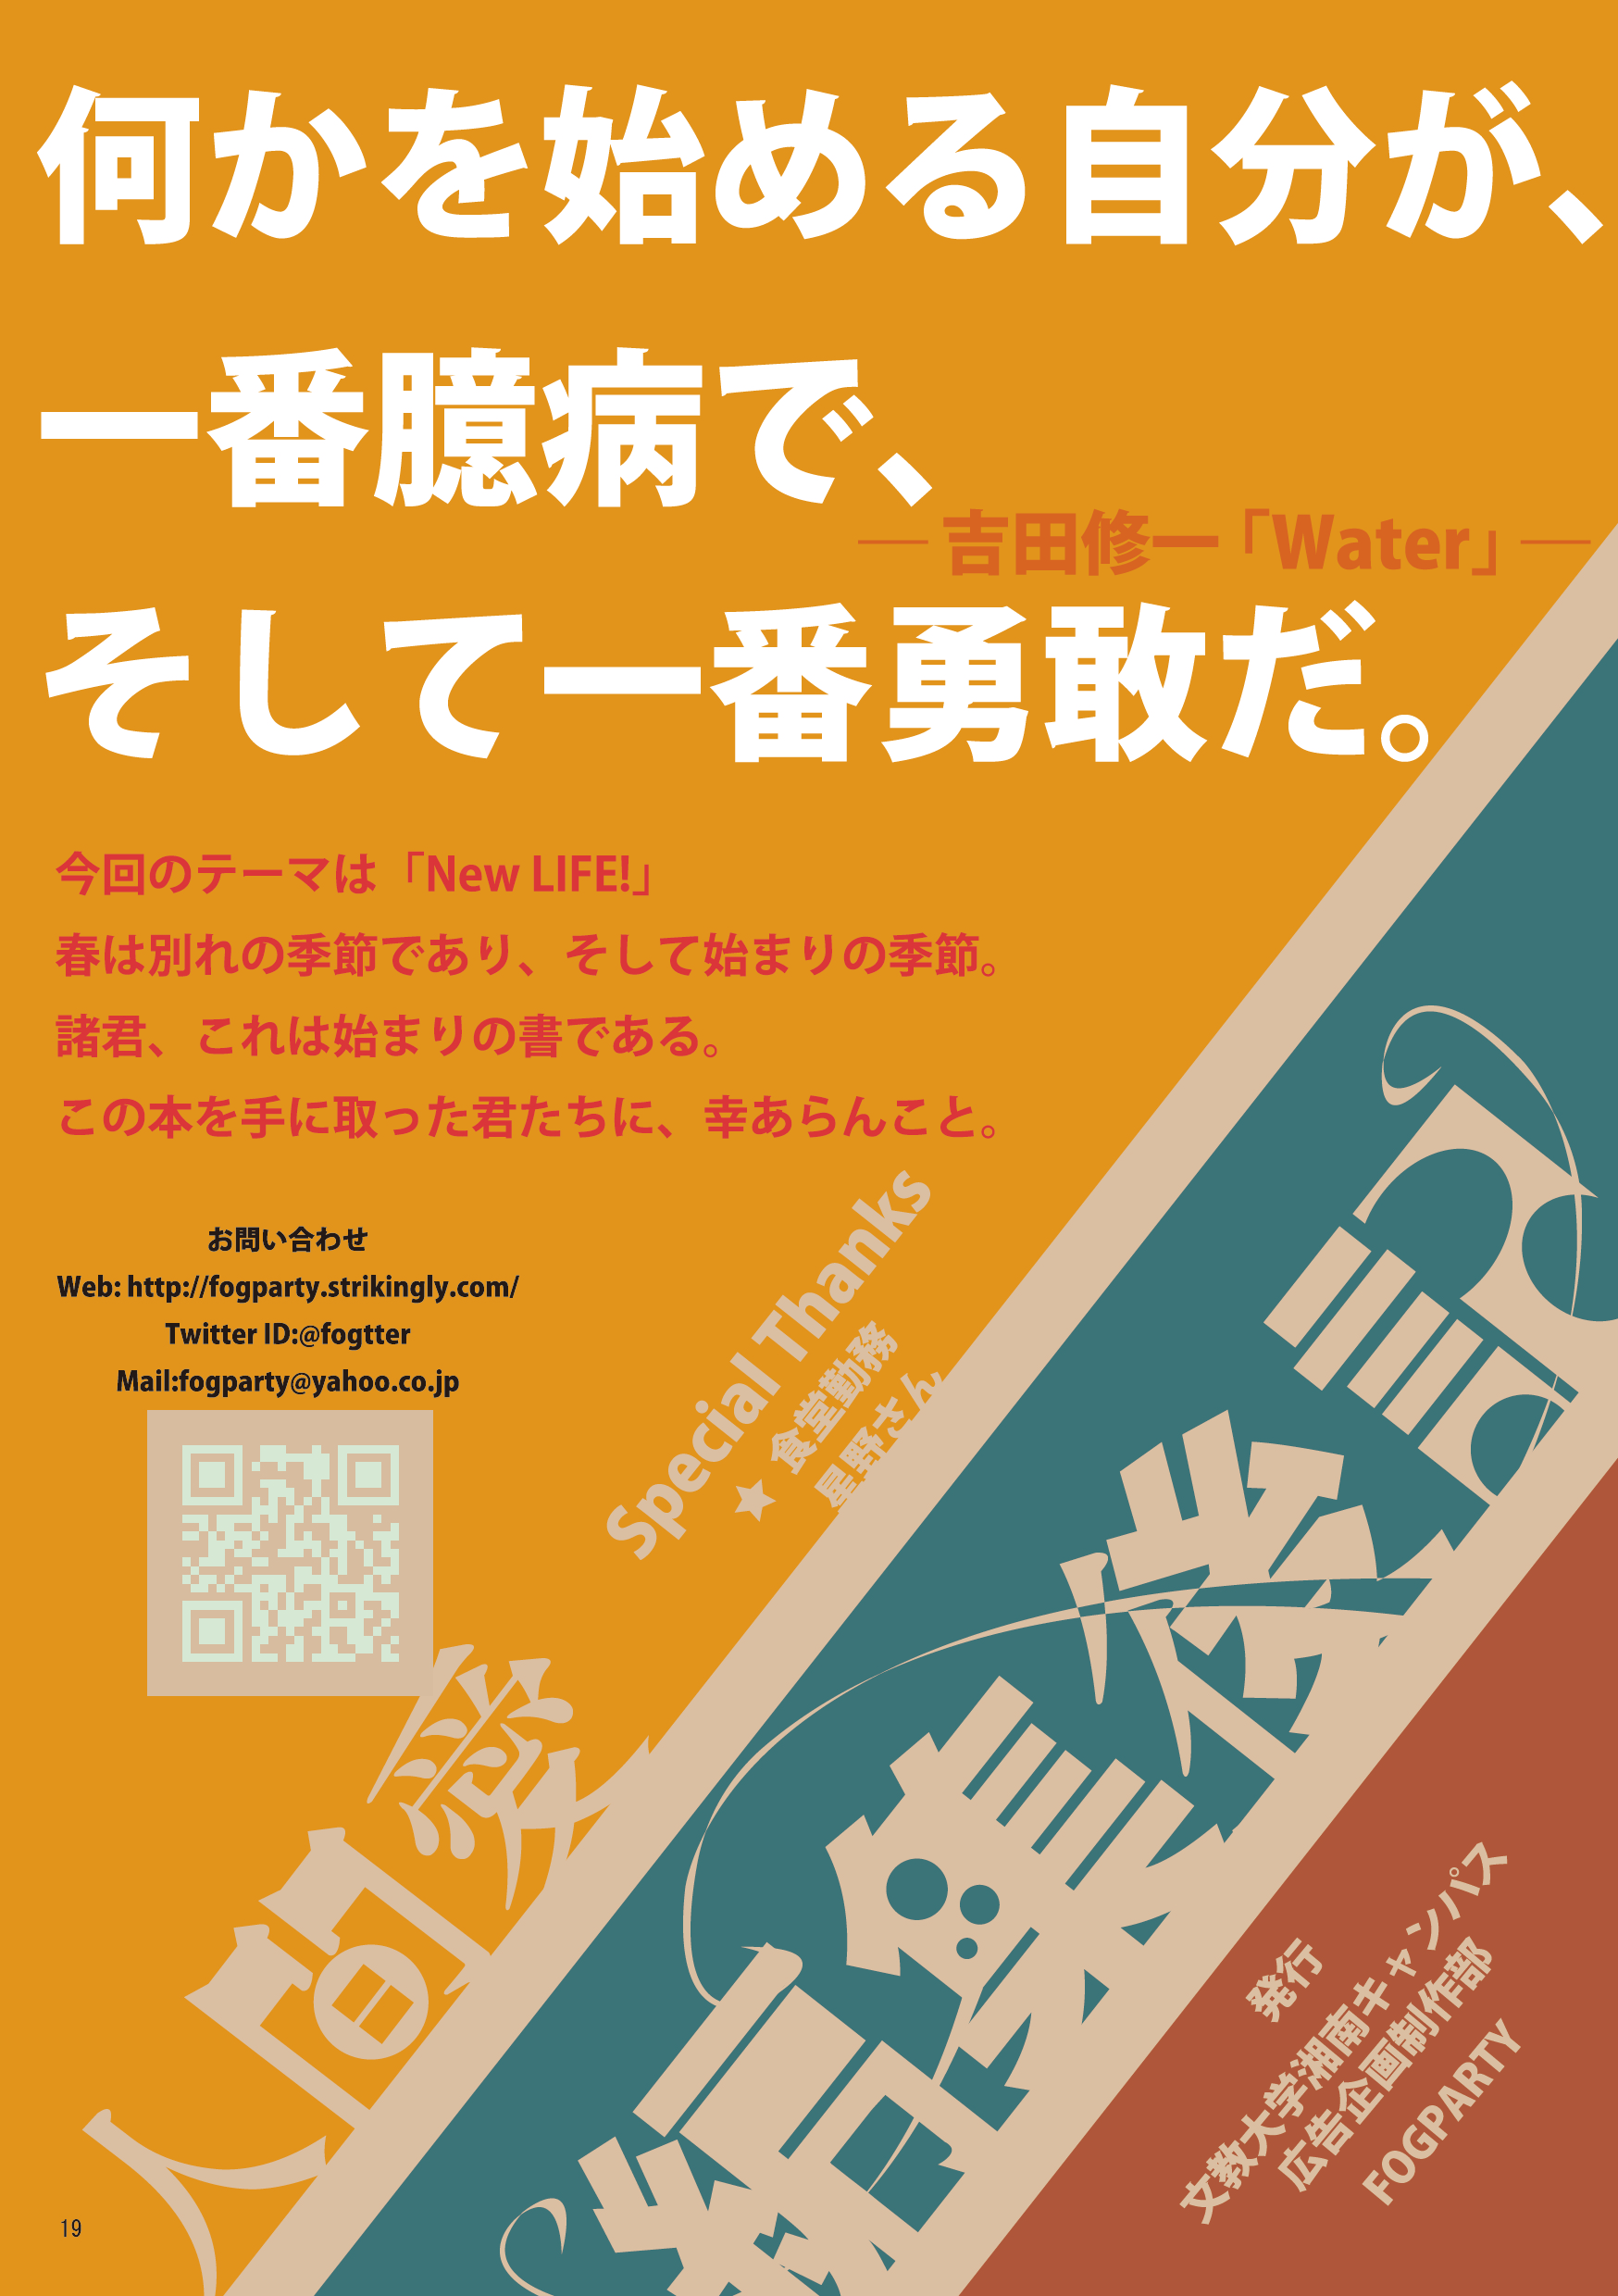 何かを始める自分が、
一番臆病で、
― 吉田修一「Water」―
そして一番勇敢だ。
今回のテーマは「New LIFE!」
春は別れの季節であり、そして始まりの季節。
諸君、これは始まりの書である。
この本を手に取った君たちに、幸あらんこと。
お問い合わせ
Web: http://fogparty.strikingly.com/
Twitter ID:@fogtter
Mail:fogparty@yahoo.co.jp
Special Thanks
★ 食堂勤務
星野さん
発行
文教大学湘南キャンパス
広告企画制作部
FOGPARTY
19